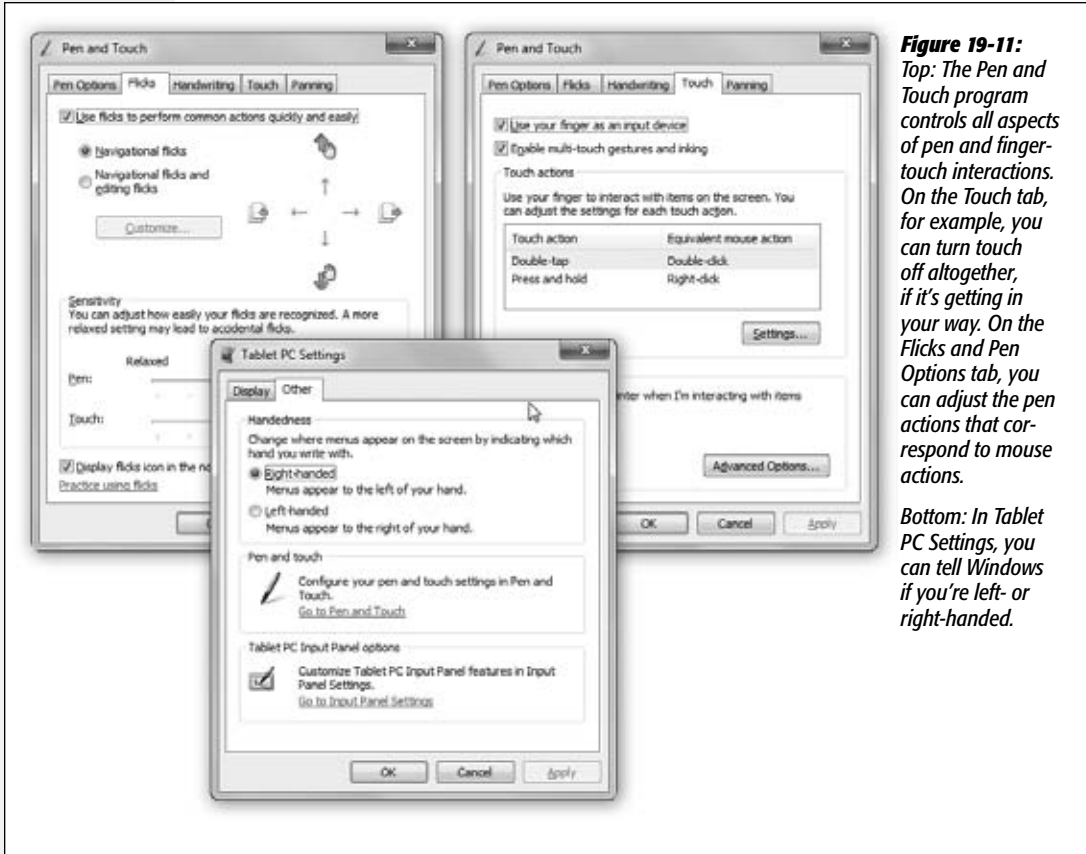 Pen and Touch
Pen Options Flicks Handwriting Touch Panning
Use flicks to perform common actions quickly and easily
Navigational flicks
Navigational flicks and
editing flicks
Customize...
Sensitivity
You can adjust how easily your flicks are recognized. A more
relaxed setting may lead to accidental flicks.
Relaxed
Pen:
Touch:
Display flicks icon in the no
Practice using flicks
Pen and Touch
Pen Options Flicks Handwriting Touch Panning
Use your finger as an input device
Enable multi-touch gestures and inking
Touch actions
Use your finger to interact with items on the screen. You
can adjust the settings for each touch action.
Touch action Equivalent mouse action
Double-tap Double-click
Press and hold Right-click
Settings...
when I'm interacting with items
Advanced Options...
OK Cancel Apply
Tablet PC Settings
Display Other
Handedness
Change where menus appear on the screen by indicating which
hand you write with.
Right-handed
Menus appear to the left of your hand.
Left-handed
Menus appear to the right of your hand.
Pen and touch
Configure your pen and touch settings in Pen and
Touch.
Go to Pen and Touch
Tablet PC Input Panel options
Customize Tablet PC Input Panel features in Input
Panel Settings.
Go to Input Panel Settings
OK Cancel Apply
Figure 19-11:
Top: The Pen and
Touch program
controls all aspects
of pen and finger-
touch interactions.
On the Touch tab,
for example, you
can turn touch
off altogether,
if it's getting in
your way. On the
Flicks and Pen
Options tab, you
can adjust the pen
actions that cor-
respond to mouse
actions.
Bottom: In Tablet
PC Settings, you
can tell Windows
if you're left- or
right-handed.